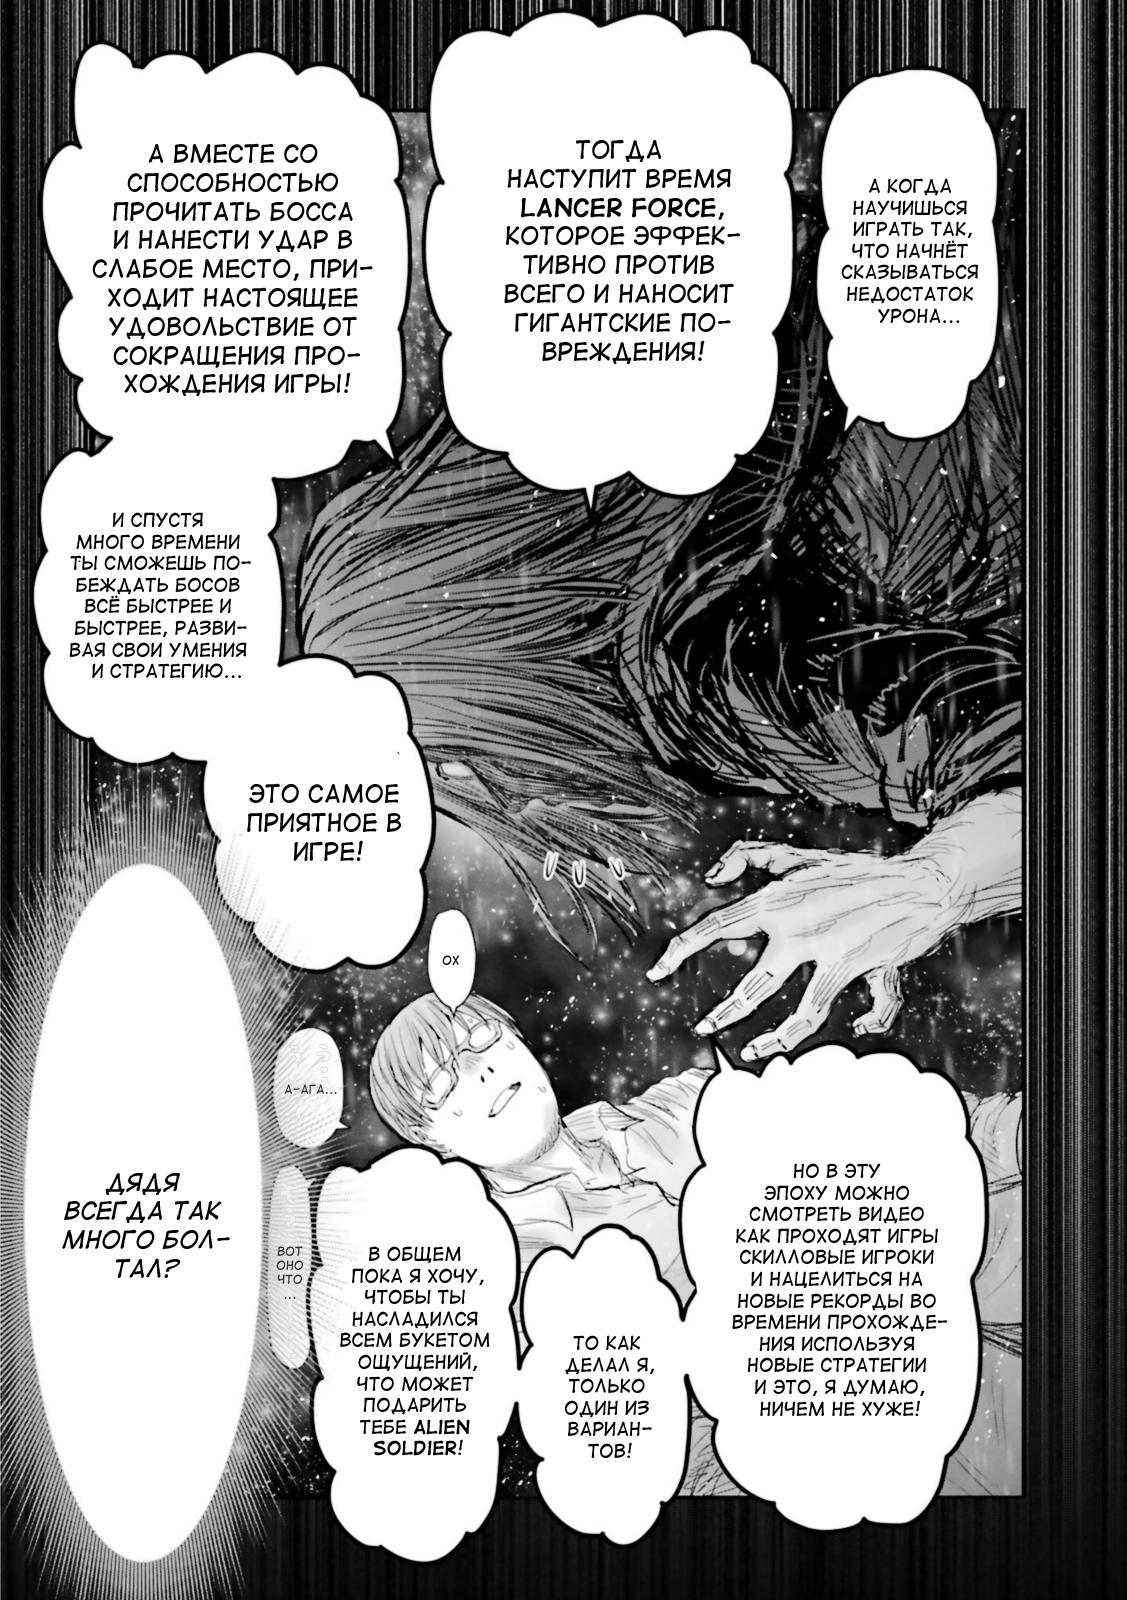 А КОГДА
НАУЧИШЬСЯ
ИГРАТЬ ТАК,
ЧТО НАЧНЁТ
СКАЗЫВАТЬСЯ
НЕДОСТАТОК
УРОНА...
ТОГДА
НАСТУПИТ ВРЕМЯ
LANCER FORCE,
КОТОРОЕ ЭФФЕК-
ТИВНО ПРОТИВ
ВСЕГО И НАНОСИТ
ГИГАНТСКИЕ ПО-
ВРЕЖДЕНИЯ!
А ВМЕСТЕ СО
СПОСОБНОСТЬЮ
ПРОЧИТАТЬ БОССА
И НАНЕСТИ УДАР В
СЛАБОЕ МЕСТО, ПРИ-
ХОДИТ НАСТОЯЩЕЕ
УДОВОЛЬСТВИЕ ОТ
СОКРАЩЕНИЯ ПРО-
ХОЖДЕНИЯ ИГРЫ!
И СПУСТЯ
МНОГО ВРЕМЕНИ
ТЫ СМОЖЕШЬ ПО-
БЕЖДАТЬ БОСОВ
ВСЁ БЫСТРЕЕ И
БЫСТРЕЕ, РАЗВИ-
ВАЯ СВОИ УМЕНИЯ
И СТРАТЕГИЮ...
ЭТО САМОЕ
ПРИЯТНОЕ В
ИГРЕ!
ОХ
А-АГА...
НО В ЭТУ
ЭПОХУ МОЖНО
СМОТРЕТЬ ВИДЕО
КАК ПРОХОДЯТ ИГРЫ
СКИЛЛОВЫЕ ИГРОКИ
И НАЦЕЛИТЬСЯ НА
НОВЫЕ РЕКОРДЫ ВО
ВРЕМЕНИ ПРОХОЖДЕ-
НИЯ ИСПОЛЬЗУЯ
НОВЫЕ СТРАТЕГИИ
И ЭТО, Я ДУМАЮ,
НИЧЕМ НЕ ХУЖЕ!
ТО КАК
ДЕЛАЛ Я,
ТОЛЬКО
ОДИН ИЗ
ВАРИАН-
ТОВ!
В ОБЩЕМ
ПОКА Я ХОЧУ,
ЧТОБЫ ТЫ
НАСЛАДИЛСЯ
ВСЕМ БУКЕТОМ
ОЩУЩЕНИЙ,
ЧТО МОЖЕТ
ПОДАРИТЬ
ТЕБЕ ALIEN
SOLDIER!
ВОТ
ОНО
ЧТО
...
ДЯДЯ
ВСЕГДА ТАК
МНОГО БОЛ-
ТАЛ?